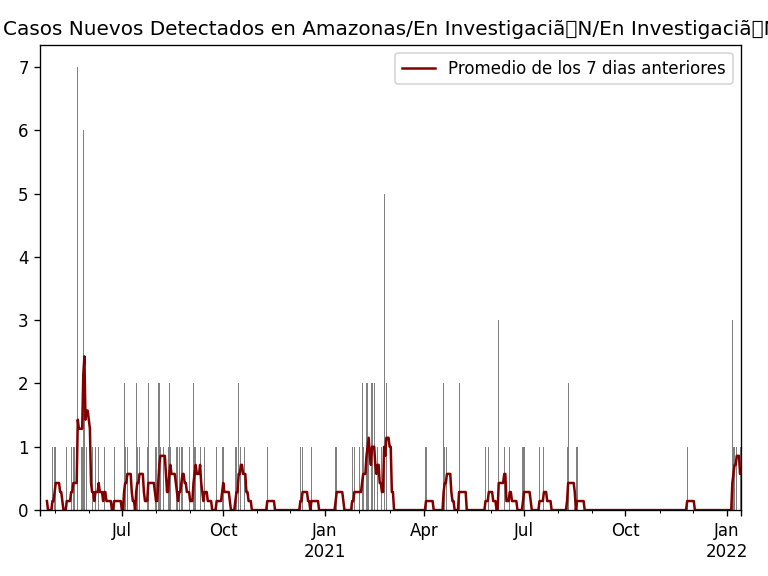 Casos Nuevos Detectados en Amazonas/En Investigaciã▯N/En Investigaciã▯N
Promedio de los 7 dias anteriores
7
6
5
4
3
2
1
0
Jul
Oct
Jan
2021
Apr
Jul
Oct
Jan
2022